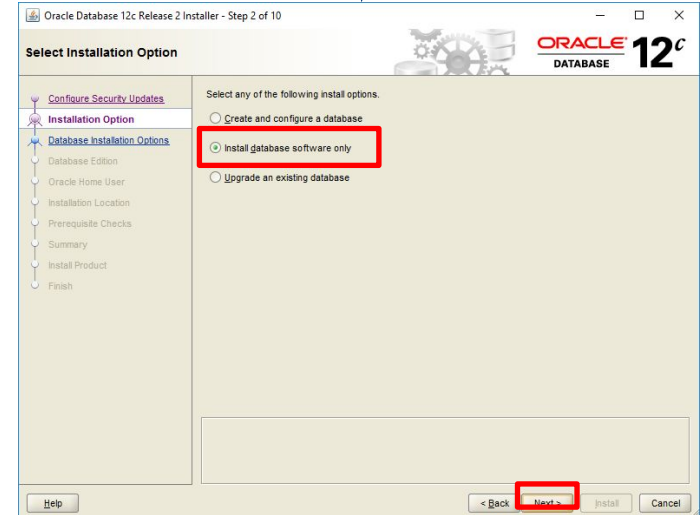 Oracle Database 12c Release 2 Installer - Step 2 of 10
Select Installation Option
ORACLE
DATABASE
12c
Configure Security Updates
Installation Option
Database Installation Options
Database Edition
Oracle Home User
Installation Location
Prerequisite Checks
Summary
Install Product
Finish
Select any of the following install options.
Create and configure a database
Install database software only
Upgrade an existing database
Help
< Back
Next >
Install
Cancel